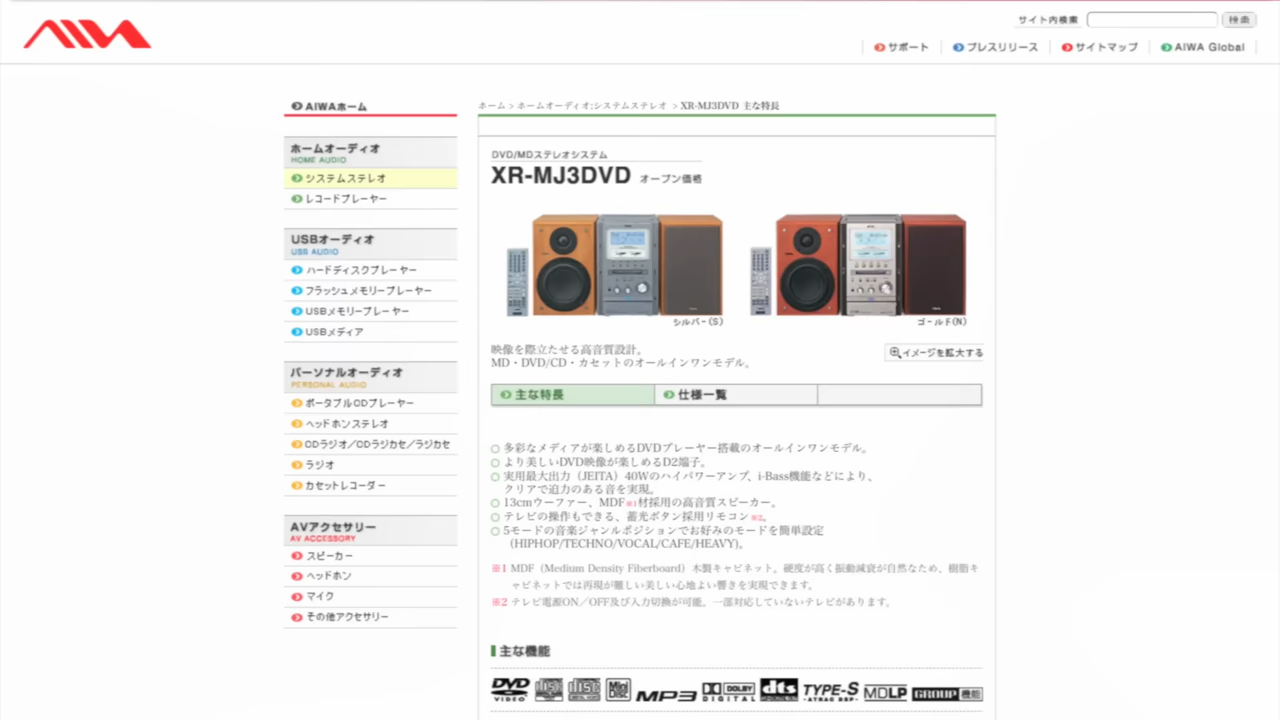 AIWA
サイト内検索
検索
サポート
プレスリリース
サイトマップ
AIWA Global
AIWAホーム
ホームオーディオ
HOME AUDIO
システムステレオ
レコードプレーヤー
USBオーディオ
USB AUDIO
ハードディスクプレーヤー
フラッシュメモリープレーヤー
USBメモリープレーヤー
USBメディア
パーソナルオーディオ
PERSONAL AUDIO
ポータブルCDプレーヤー
ヘッドホンステレオ
CDラジオ/CDラジカセ/ラジカセ
ラジオ
カセットレコーダー
AVアクセサリー
AV ACCESSORY
スピーカー
ヘッドホン
マイク
その他アクセサリー
ホーム > ホームオーディオ:システムステレオ > XR-MJ3DVD 主な特長
DVD/MDステレオシステム
XR-MJ3DVD オープン価格
シルバー(S)
ゴールド(N)
映像を際立たせる高音質設計。
MD・DVD/CD・カセットのオールインワンモデル。
イメージを拡大する
主な特長
仕様一覧
○ 多彩なメディアが楽しめるDVDプレーヤー搭載のオールインワンモデル。
○ より美しいDVD映像が楽しめるD2端子。
○ 実用最大出力（JEITA）40Wのハイパワーアンプ、i-Bass機能などにより、
クリアで迫力のある音を実現。
○ 13cmウーファー、MDF※1材採用の高音質スピーカー。
○ テレビの操作もできる、蓄光ボタン採用リモコン※2。
○ 5モードの音楽ジャンルポジションでお好みのモードを簡単設定
（HIPHOP/TECHNO/VOCAL/CAFE/HEAVY)。
※1 MDF（Medium Density Fiberboard）木製キャビネット。硬度が高く振動減衰が自然なため、樹脂キ
ャビネットでは再現が難しい美しい心地よい響きを実現できます。
※2 テレビ電源ON／OFF及び入力切換が可能。一部対応していないテレビがあります。
主な機能
DVD VIDEO
Mini Disc
MP3
DOLBY DIGITAL
dts
TYPE-S -ATRAC DSP-
MDLP
GROUP機能